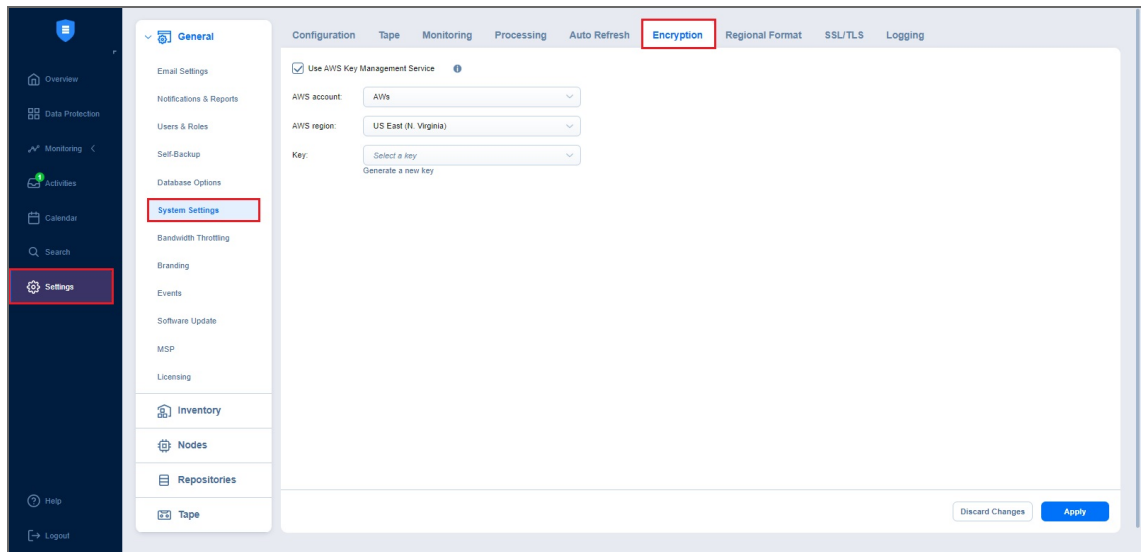 Overview
Data Protection
Monitoring
1
Activities
Calendar
Search
Settings
Help
Logout
General
Email Settings
Notifications & Reports
Users & Roles
Self-Backup
Database Options
System Settings
Bandwidth Throttling
Branding
Events
Software Update
MSP
Licensing
Inventory
Nodes
Repositories
Tape
Configuration Tape Monitoring Processing Auto Refresh Encryption Regional Format SSL/TLS Logging
Use AWS Key Management Service
AWS account: AWs
AWS region: US East (N. Virginia)
Key: Select a key
Generate a new key
Discard Changes Apply